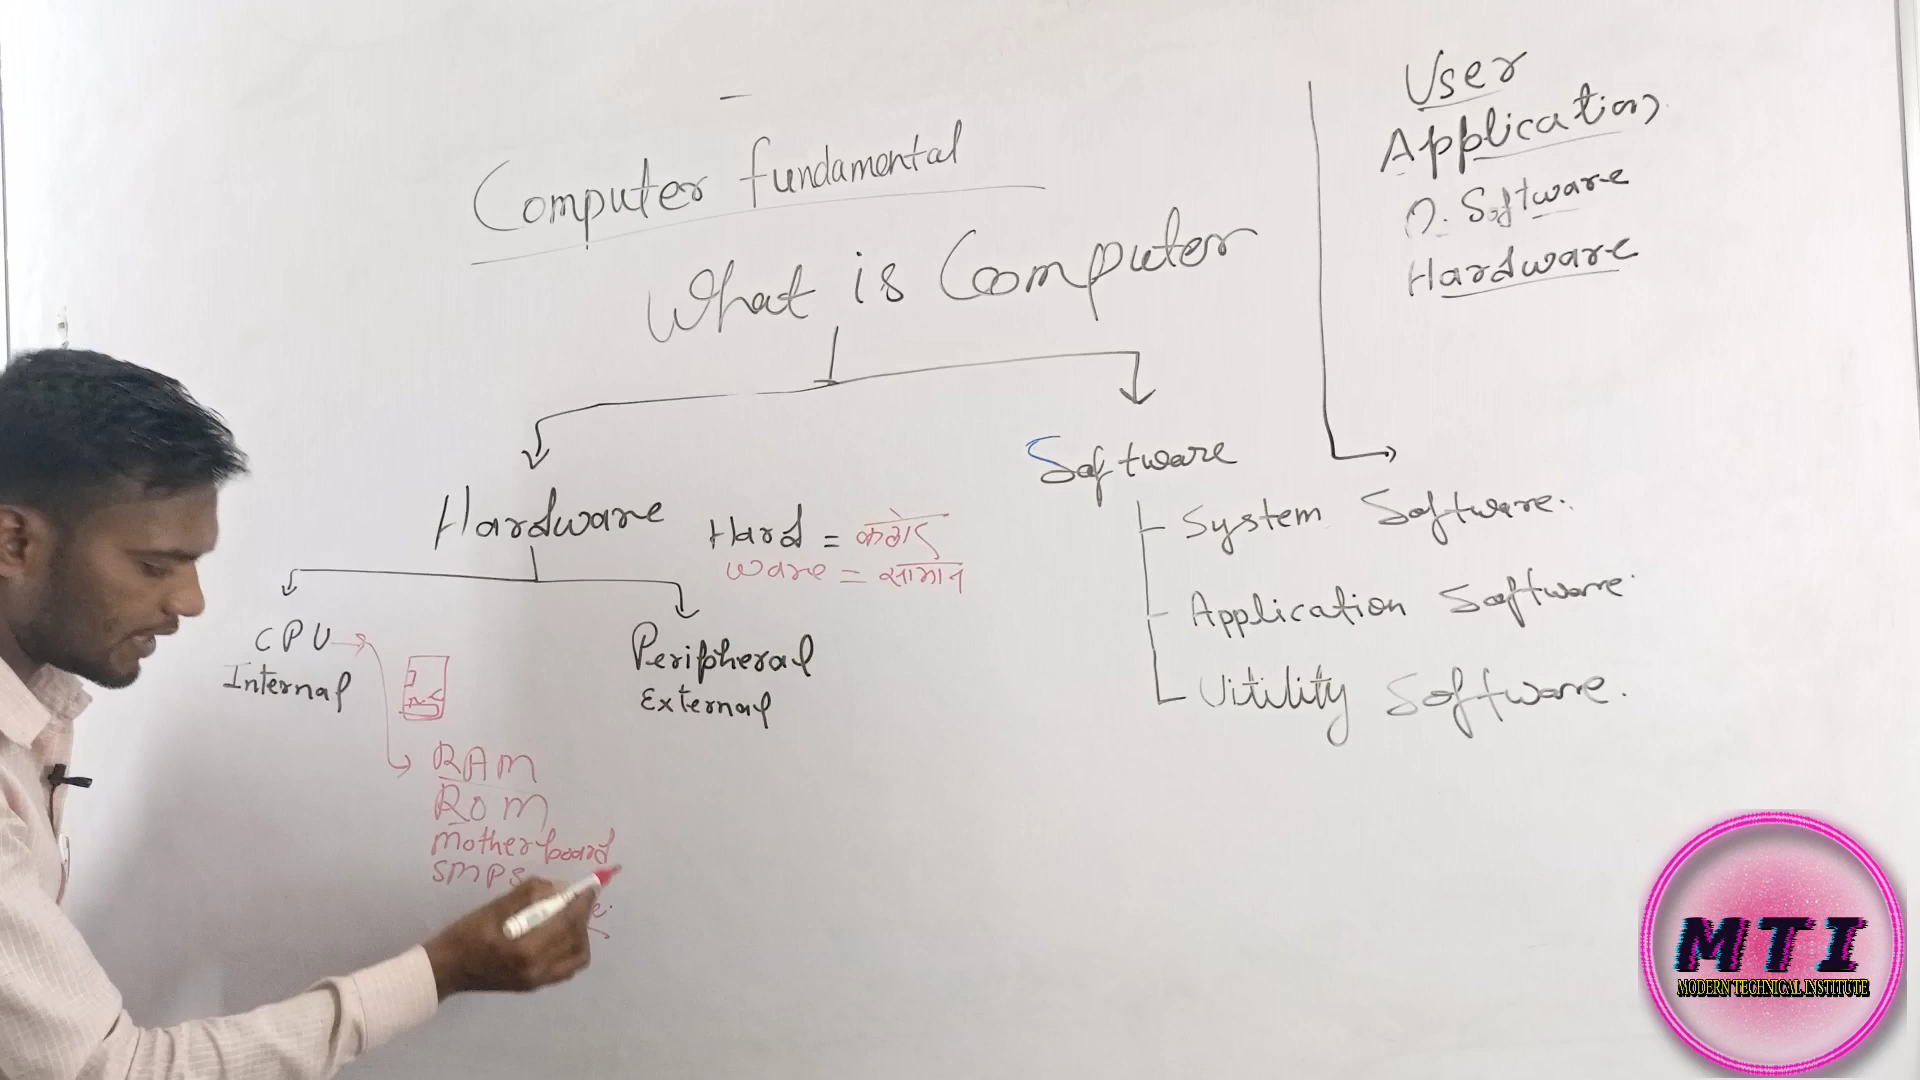 Computer fundamental
What is Computer
User
Application
O. Software
Hardware
Hardware
Hard = कठोर
ware = सामान
Software
System Software.
Application Software.
Utility Software.
CPU
Internal
Peripheral
External
RAM
ROM
Motherboard
SMPS
MTI
MODERN TECHNICAL INSTITUTE